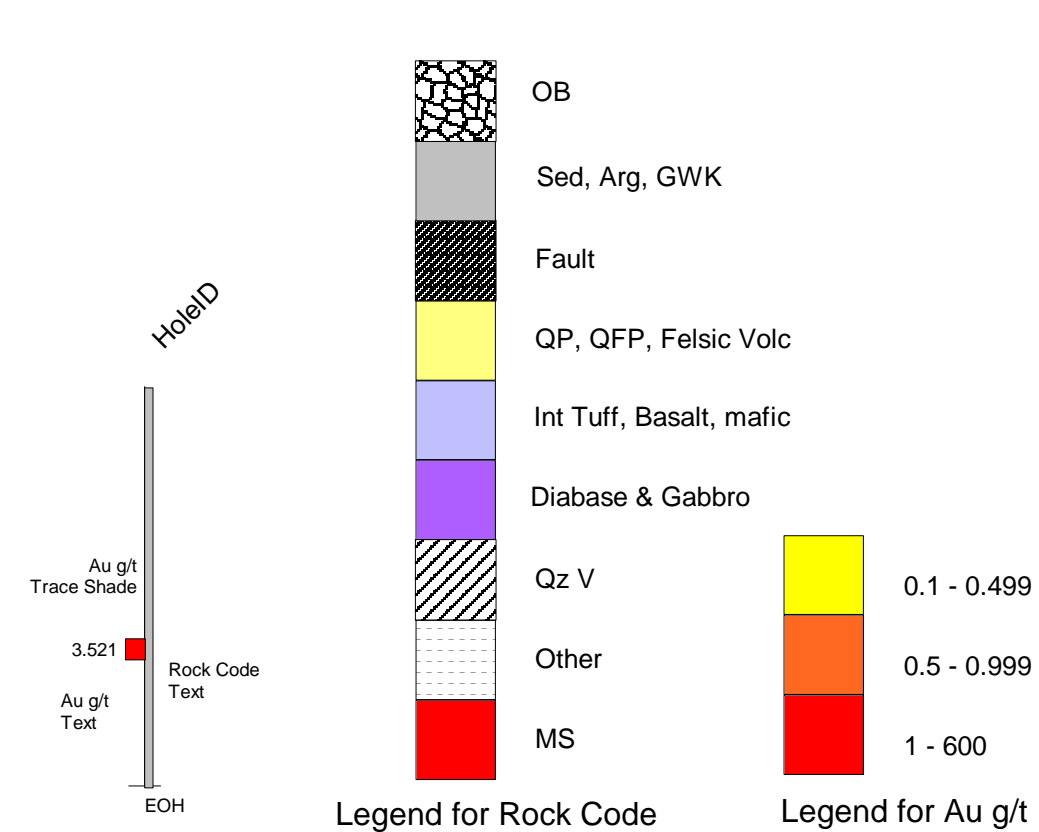 HoleID
Au g/t
Trace Shade
3.521
Au g/t
Text
Rock Code
Text
EOH
OB
Sed, Arg, GWK
Fault
QP, QFP, Felsic Volc
Int Tuff, Basalt, mafic
Diabase & Gabbro
Qz V
Other
MS
Legend for Rock Code
0.1 - 0.499
0.5 - 0.999
1 - 600
Legend for Au g/t